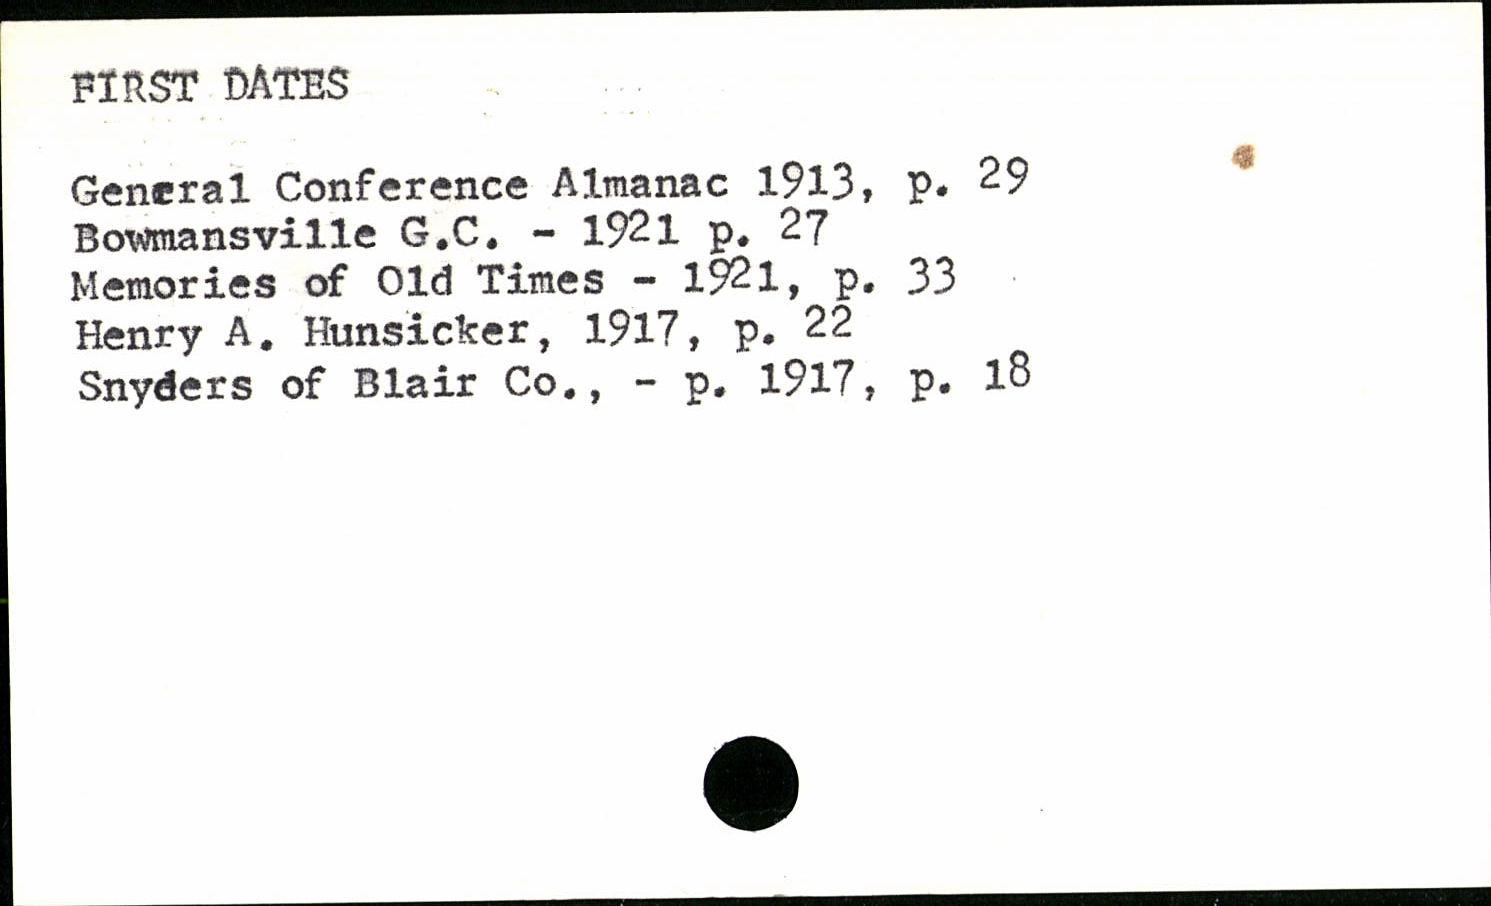 FIRST DATES
General Conference Almanac 1913, p. 29
Bowmansville G.C. - 1921 p. 27
Memories of Old Times - 1921, p. 33
Henry A. Hunsicker, 1917, p. 22
Snyders of Blair Co., - p. 1917, p. 18